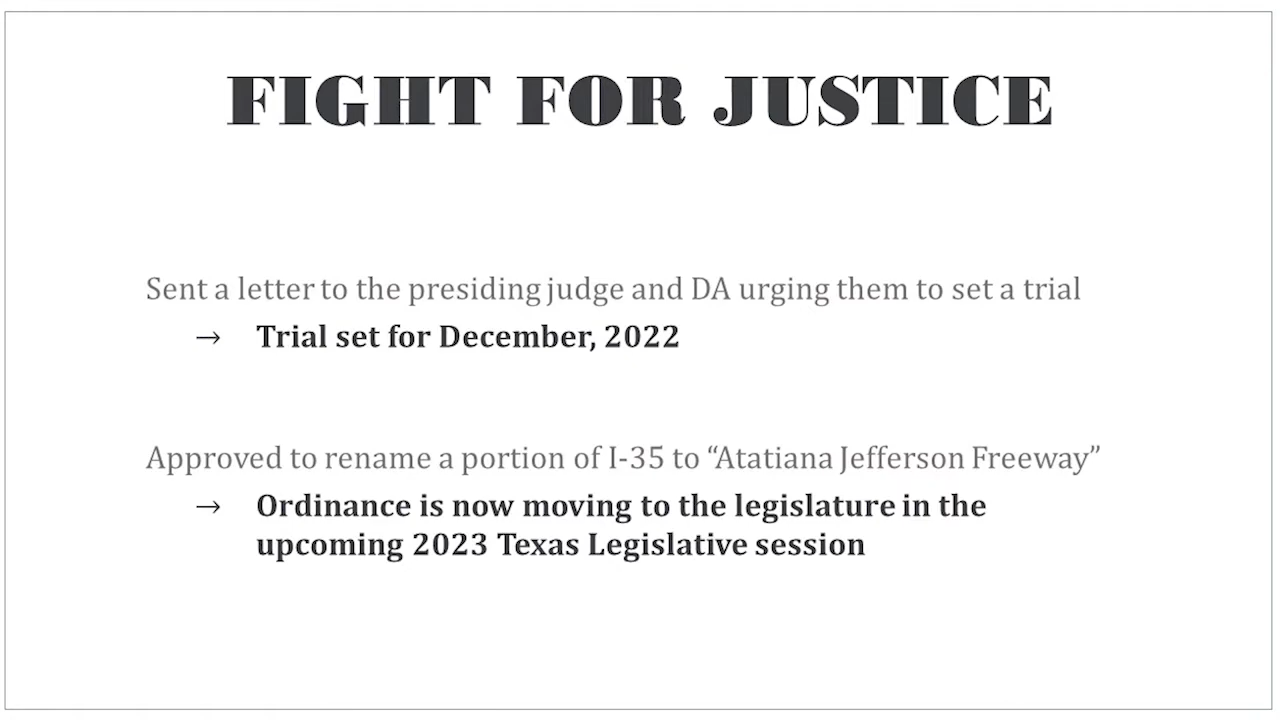 FIGHT FOR JUSTICE
Sent a letter to the presiding judge and DA urging them to set a trial
→ Trial set for December, 2022
Approved to rename a portion of I-35 to “Atatiana Jefferson Freeway”
→ Ordinance is now moving to the legislature in the
upcoming 2023 Texas Legislative session